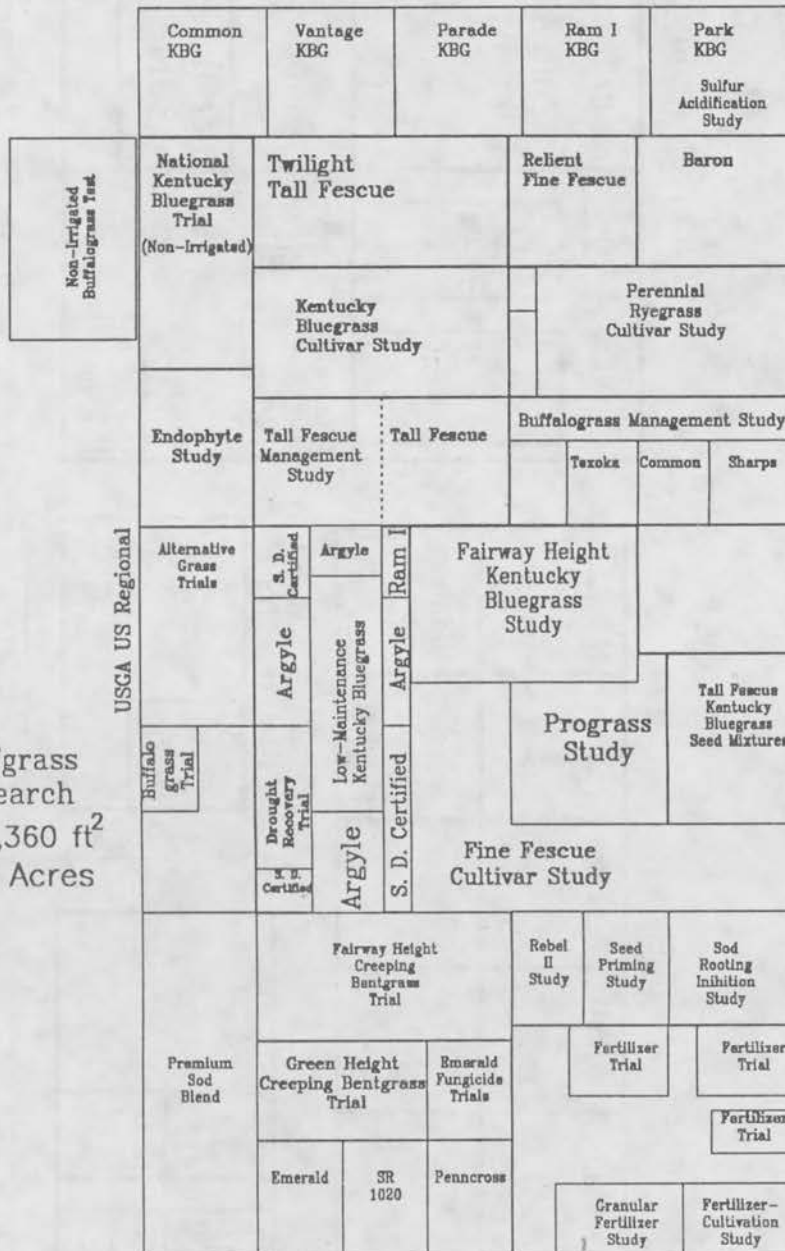 Common
KBG
Vantage
KBG
Parade
KBG
Ram I
KBG
Park
KBG
Sulfur
Acidification
Study
Non-Irrigated
Buffalograss Test
National
Kentucky
Bluegrass
Trial
(Non-Irrigated)
Twilight
Tall Fescue
Relient
Fine Fescue
Baron
Kentucky
Bluegrass
Cultivar Study
Perennial
Ryegrass
Cultivar Study
Endophyte
Study
Tall Fescue
Management
Study
Tall Fescue
Buffalograss Management Study
Texoka
Common
Sharps
USGA US Regional
Alternative
Grass
Trials
S. D.
Certified
Argyle
Ram I
Fairway Height
Kentucky
Bluegrass
Study
Argyle
Low-Maintenance
Kentucky Bluegrass
Argyle
Prograss
Study
Tall Fescue
Kentucky
Bluegrass
Seed Mixtures
Buffalo
grass
Trial
Drought
Recovery
Trial
S. D.
Certified
Argyle
S. D. Certified
Fine Fescue
Cultivar Study
grass
earch
,360 ft²
Acres
Fairway Height
Creeping
Bentgrass
Trial
Rebel
II
Study
Seed
Priming
Study
Sod
Rooting
Inihition
Study
Premium
Sod
Blend
Green Height
Creeping Bentgrass
Trial
Emerald
Fungicide
Trials
Fertilizer
Trial
Fertilizer
Trial
Fertilizer
Trial
Emerald
SR
1020
Penncross
Granular
Fertilizer
Study
Fertilizer-
Cultivation
Study